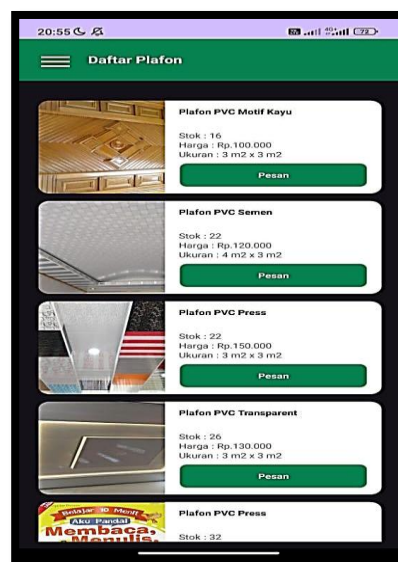 20:55
72
Daftar Plafon
Plafon PVC Motif Kayu
Stok : 16
Harga : Rp.100.000
Ukuran : 3 m2 x 3 m2
Pesan
Plafon PVC Semen
Stok : 22
Harga : Rp.120.000
Ukuran : 4 m2 x 3 m2
Pesan
Plafon PVC Press
Stok : 22
Harga : Rp.150.000
Ukuran : 3 m2 x 3 m2
Pesan
Plafon PVC Transparent
Stok : 26
Harga : Rp.130.000
Ukuran : 3 m2 x 3 m2
Pesan
Plafon PVC Press
Stok : 32
Belajar 10 Menit
Aku Pandai
Membaca,
Menulis,